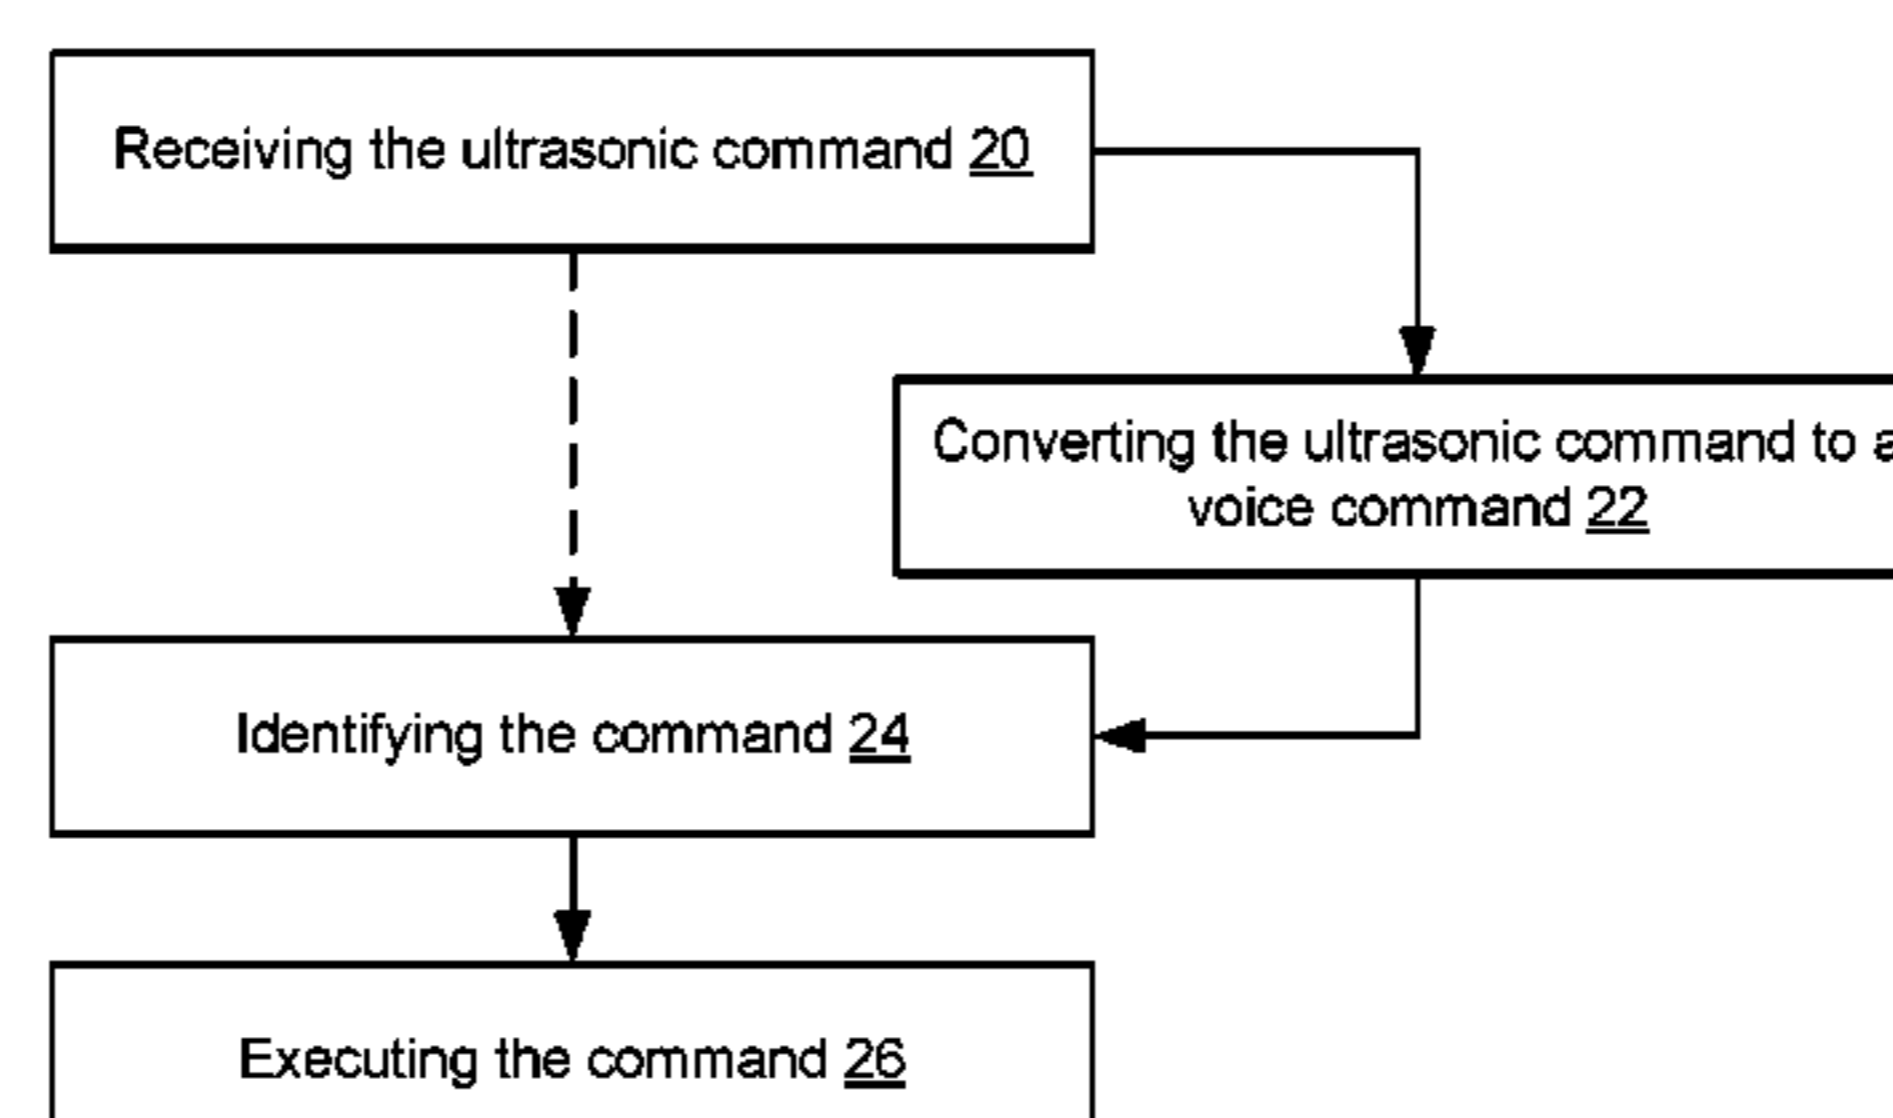 Receiving the ultrasonic command 20
Converting the ultrasonic command to a
voice command 22
Identifying the command 24
Executing the command 26